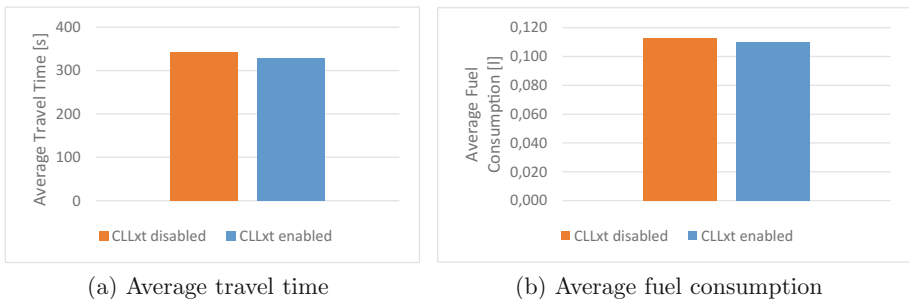 400
300
200
100
0
Average Travel Time [s]
CLLxt disabled CLLxt enabled
(a) Average travel time
0,120
0,100
0,080
0,060
0,040
0,020
0,000
Average Fuel
Consumption [l]
CLLxt disabled CLLxt enabled
(b) Average fuel consumption